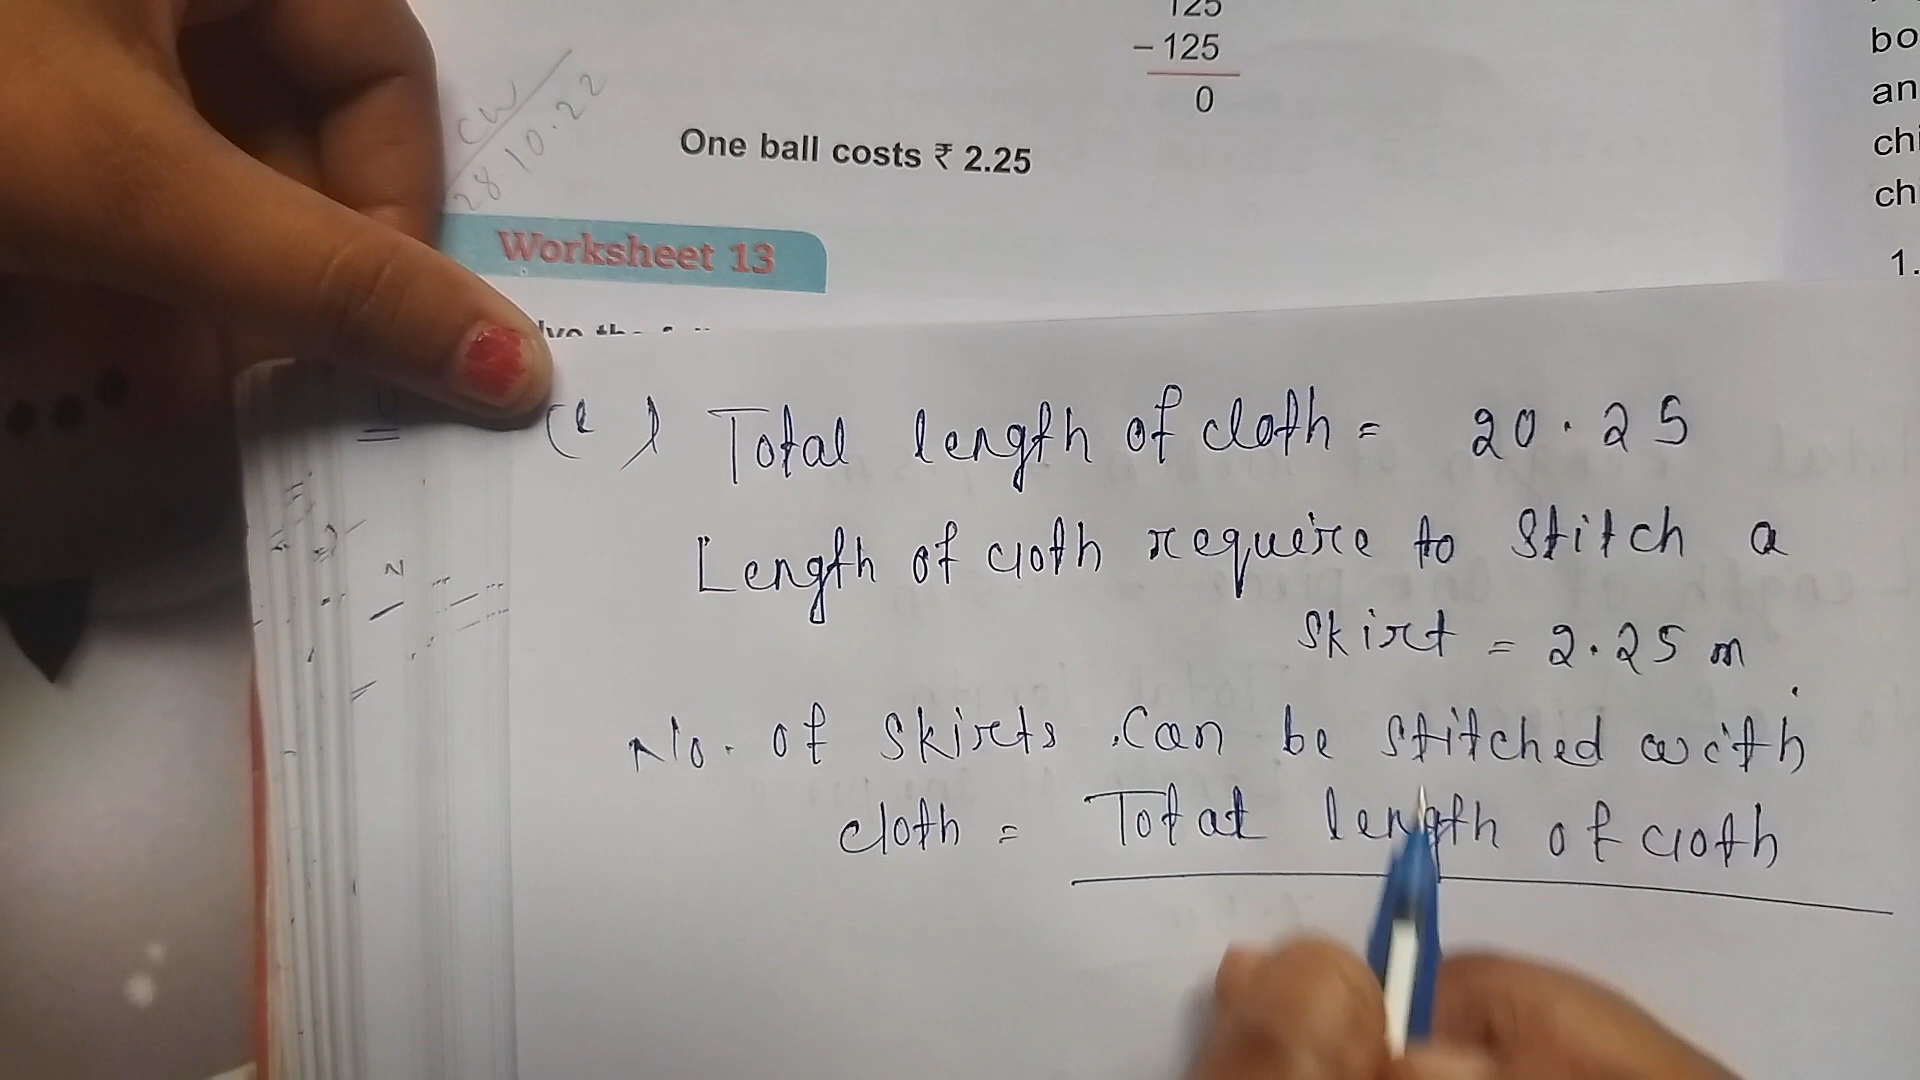 125
– 125
0
CW
28 10.22
One ball costs ₹ 2.25
Worksheet 13
bo
an
chi
ch
1.
Total length of cloth = 20.25
Length of cloth require to stitch a
skirt = 2.25 m
No. of skirts can be stitched with
cloth = Total length of cloth